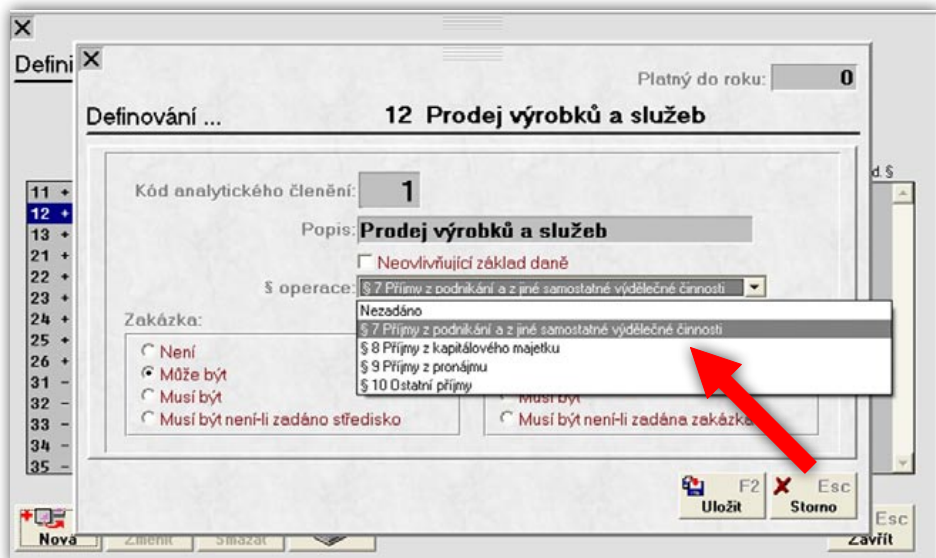 Defini
Platný do roku: 0
Definování ... 12 Prodej výrobků a služeb
d. §
Kód analytického členění: 1
Popis: Prodej výrobků a služeb
Neovlivňující základ daně
§ operace: § 7 Příjmy z podnikání a z jiné samostatné výdělečné činnosti
Nezadáno
§ 7 Příjmy z podnikání a z jiné samostatné výdělečné činnosti
§ 8 Příjmy z kapitálového majetku
§ 9 Příjmy z pronájmu
§ 10 Ostatní příjmy
Zakázka:
Není
Může být
Musí být
Musí být není-li zadáno středisko
Musí být
Musí být není-li zadána zakázka
11 +
12 +
13 +
21 +
22 +
23 +
24 +
25 +
26 +
31 -
32 -
33 -
34 -
35 -
F2 Uložit
Esc Storno
Nová
Změnit
Smazat
Esc
Zavřít